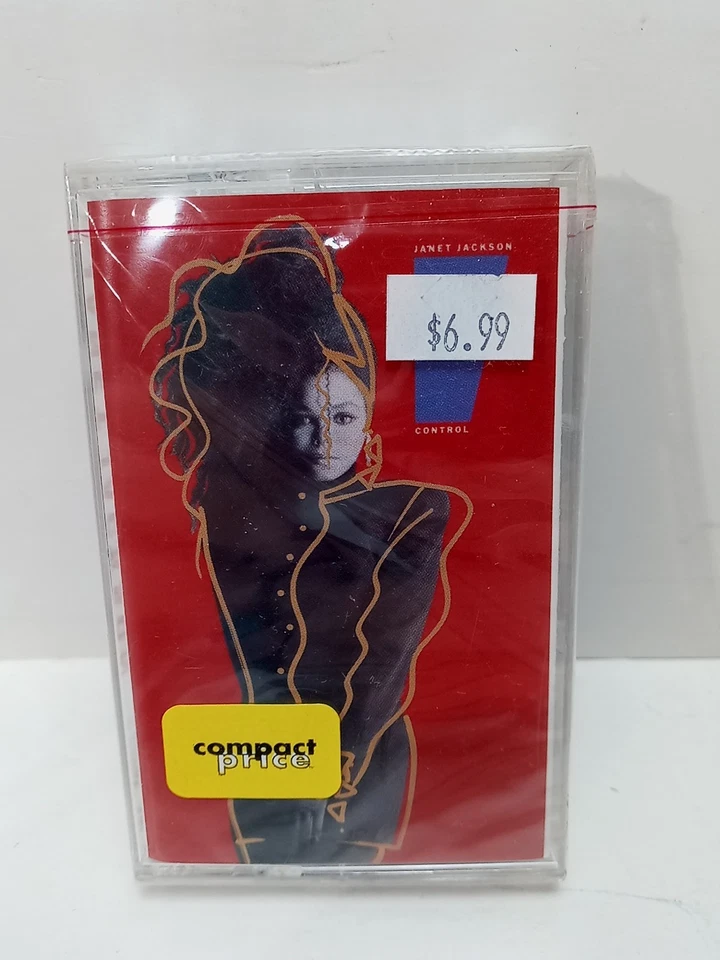 JANET JACKSON
$6.99
CONTROL
compact
price